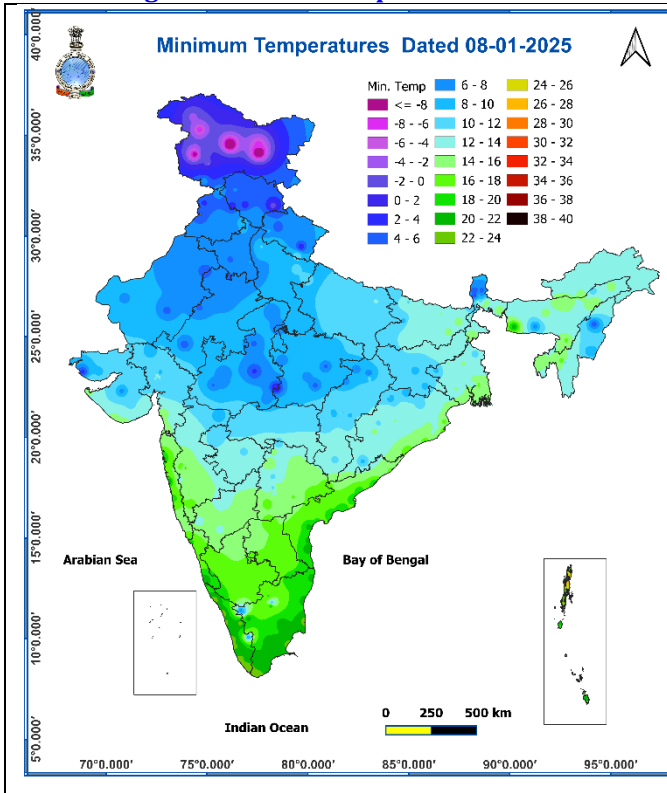 Minimum Temperatures Dated 08-01-2025
Min. Temp
<= -8
-8 - -6
-6 - -4
-4 - -2
-2 - 0
0 - 2
2 - 4
4 - 6
6 - 8
8 - 10
10 - 12
12 - 14
14 - 16
16 - 18
18 - 20
20 - 22
22 - 24
24 - 26
26 - 28
28 - 30
30 - 32
32 - 34
34 - 36
36 - 38
38 - 40
40°0.000'
35°0.000'
30°0.000'
25°0.000'
20°0.000'
15°0.000'
10°0.000'
5°0.000'
Arabian Sea
Bay of Bengal
Indian Ocean
0 250 500 km
70°0.000' 75°0.000' 80°0.000' 85°0.000' 90°0.000' 95°0.000'